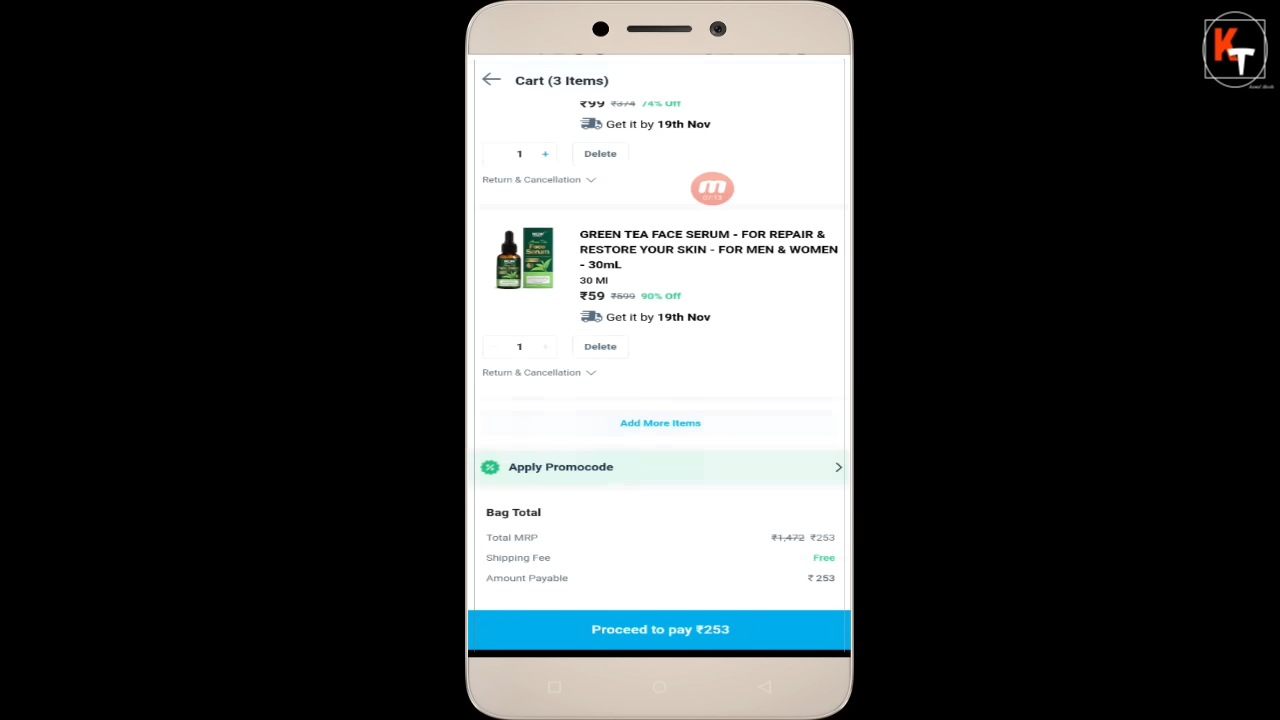 Cart (3 Items)
₹99 ₹374 74% Off
Get it by 19th Nov
1 + Delete
Return & Cancellation
GREEN TEA FACE SERUM - FOR REPAIR &
RESTORE YOUR SKIN - FOR MEN & WOMEN
- 30mL
30 Ml
₹59 ₹599 90% Off
Get it by 19th Nov
- 1 + Delete
Return & Cancellation
Add More Items
Apply Promocode
Bag Total
Total MRP ₹1,472 ₹253
Shipping Fee Free
Amount Payable ₹ 253
Proceed to pay ₹253
KT
Face
Serum